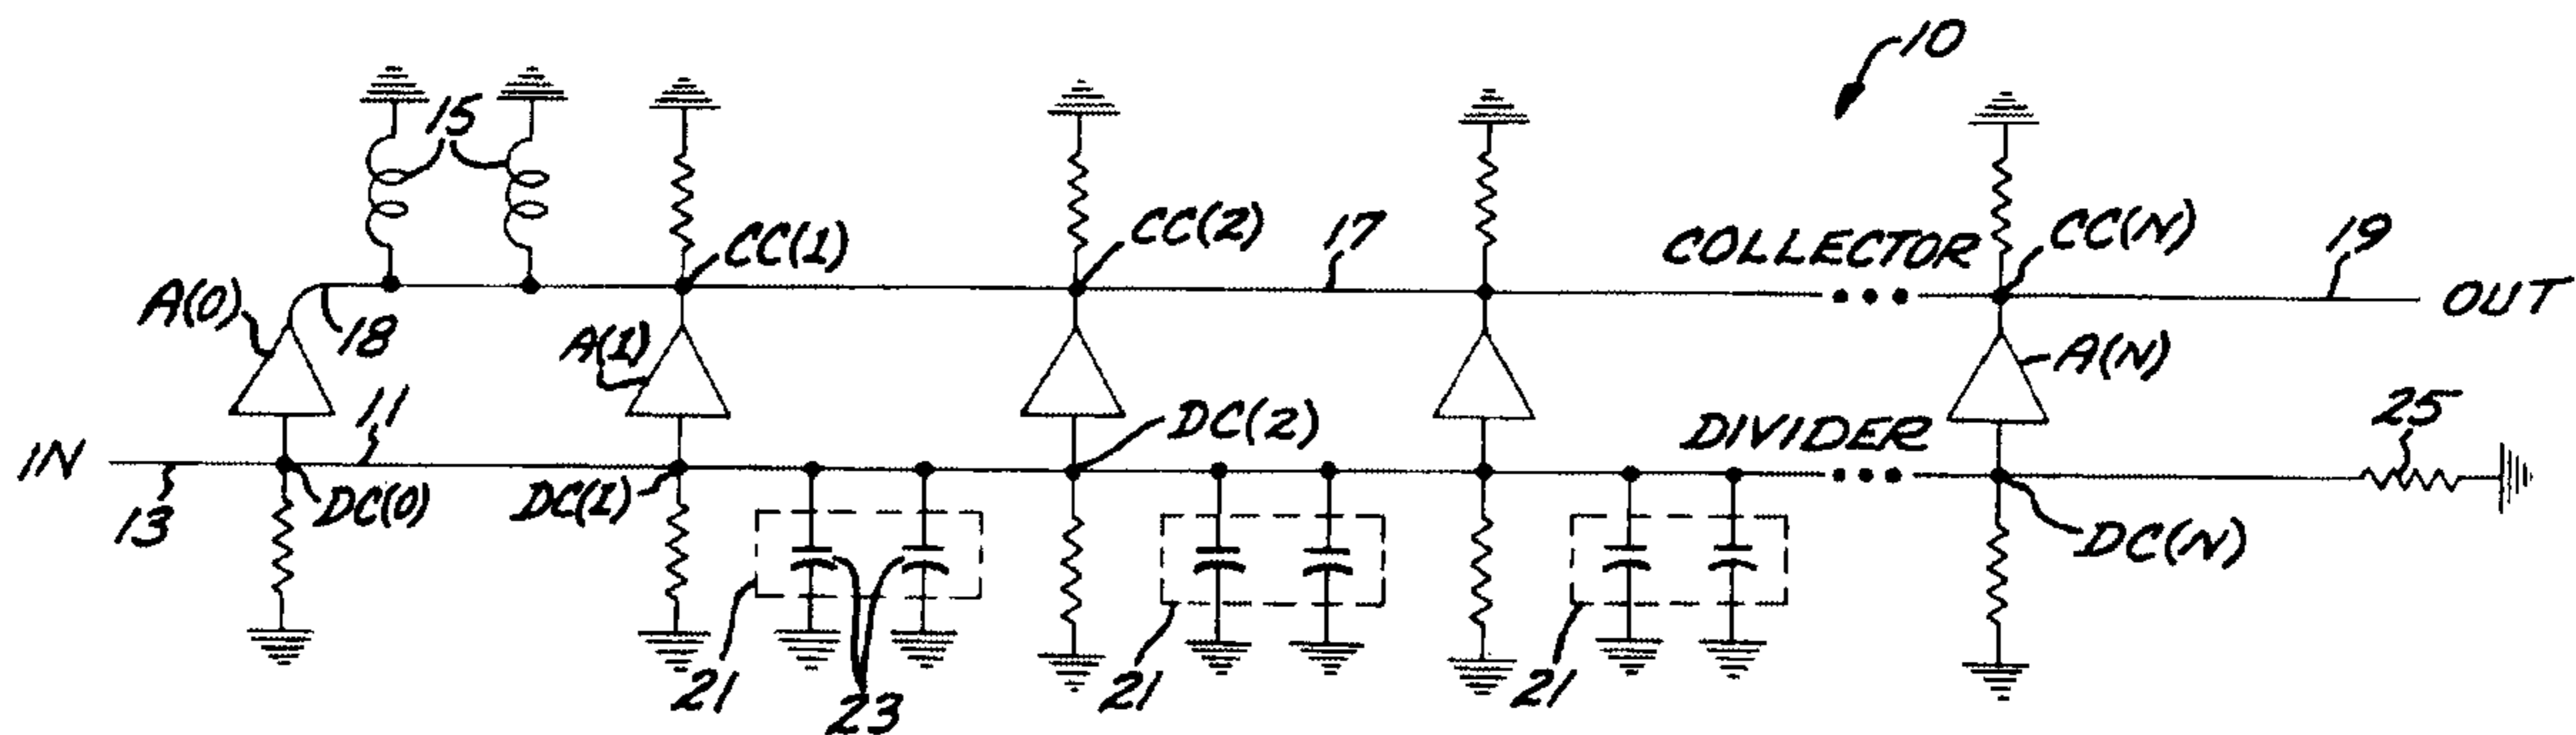 10
15
CC(1)
CC(2)
17
COLLECTOR
CC(N)
19
OUT
A(0)
18
A(1)
A(N)
11
DC(2)
DIVIDER
25
IN
13
DC(0)
DC(1)
DC(N)
21
23
21
21